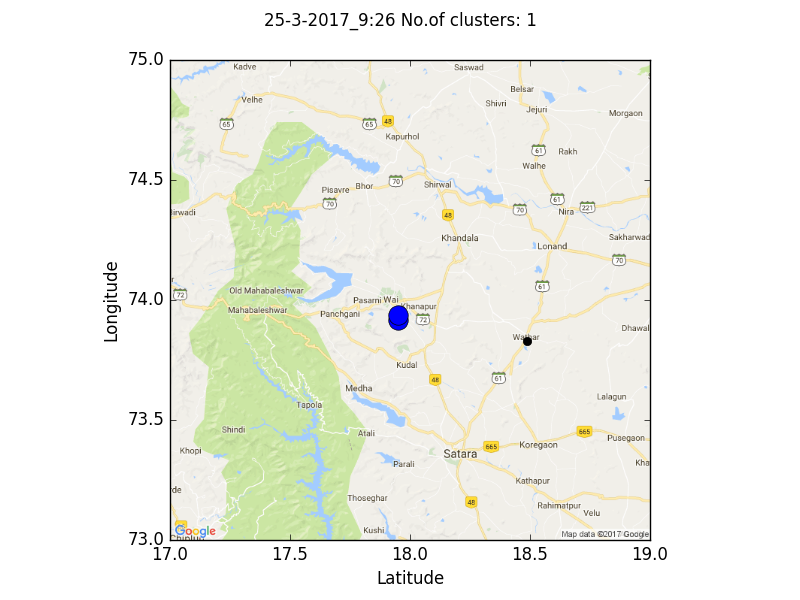 25-3-2017_9:26 No.of clusters: 1
75.0
74.5
74.0
73.5
73.0
17.0
17.5
18.0
18.5
19.0
Longitude
Latitude
Kadve
Saswad
Velhe
Belsar
Shivri
Jejuri
Morgaon
65
65
48
Kapurhol
61
Rakh
Walhe
Pisavre
Bhor
70
Shirwal
70
61
221
Nira
70
48
Birwadi
Khandala
Lonand
Sakharwad
70
72
Old Mahabaleshwar
Mahabaleshwar
Pasarni
Wai
Khanapur
72
Panchgani
61
Wathar
Dhawal
Kudal
48
61
Medha
Tapola
Lalagun
Shindi
Atali
665
Pusegaon
Khopi
Satara
665
Koregaon
Parali
Kha
rde
Kathapur
Thoseghar
48
Rahimatpur
Velu
Kushi
Google
Map data ©2017 Google